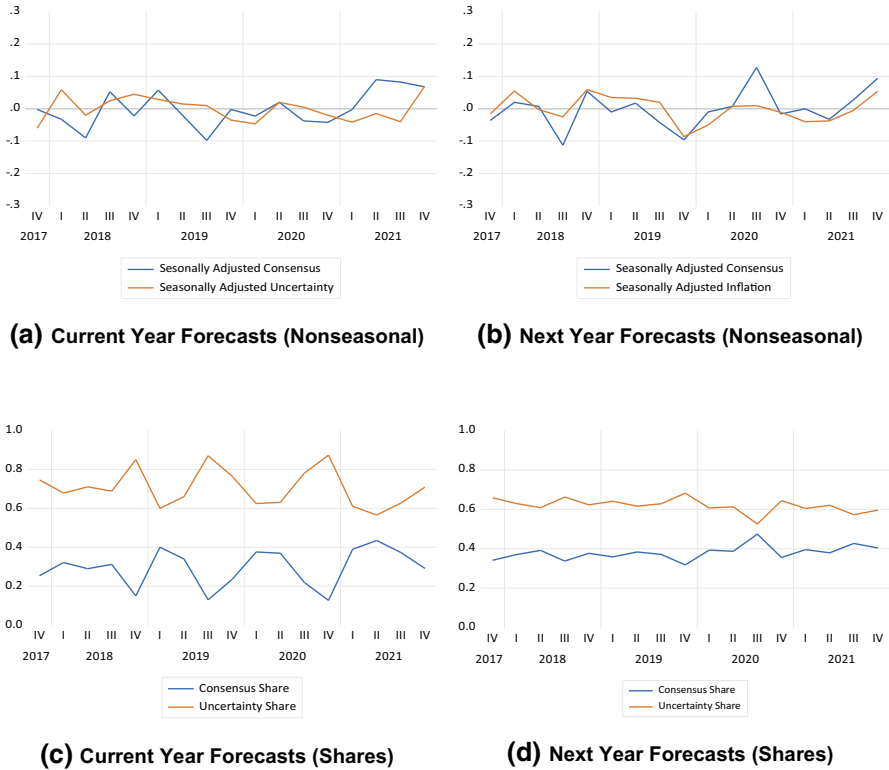 .3
.2
.1
.0
-.1
-.2
-.3
IV I II III IV I II III IV I II III IV I II III IV
2017 2018 2019 2020 2021
Sesonally Adjusted Consensus
Seasonally Adjusted Uncertainty
(a) Current Year Forecasts (Nonseasonal)
.3
.2
.1
.0
-.1
-.2
-.3
IV I II III IV I II III IV I II III IV I II III IV
2017 2018 2019 2020 2021
Seasonally Adjusted Consensus
Seasonally Adjusted Inflation
(b) Next Year Forecasts (Nonseasonal)
1.0
0.8
0.6
0.4
0.2
0.0
IV I II III IV I II III IV I II III IV I II III IV
2017 2018 2019 2020 2021
Consensus Share
Uncertainty Share
(c) Current Year Forecasts (Shares)
1.0
0.8
0.6
0.4
0.2
0.0
IV I II III IV I II III IV I II III IV I II III IV
2017 2018 2019 2020 2021
Consensus Share
Uncertainty Share
(d) Next Year Forecasts (Shares)